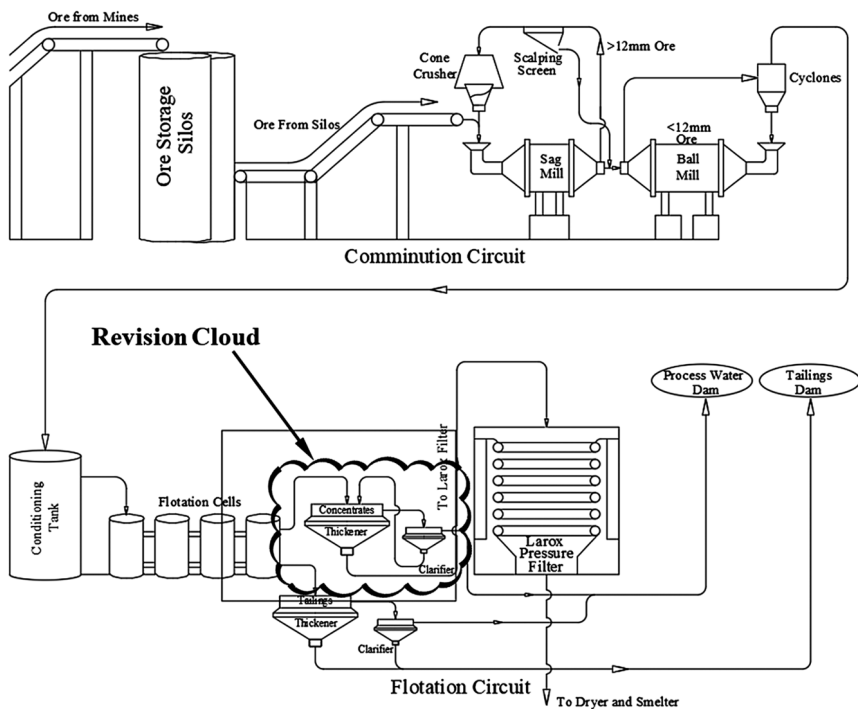 Ore from Mines
Ore Storage
Silos
Ore From Silos
Cone
Crusher
Scalping
Screen
>12mm Ore
Cyclones
<12mm
Ore
Sag
Mill
Ball
Mill
Comminution Circuit
Revision Cloud
Process Water
Dam
Tailings
Dam
To Larox Filter
Conditioning
Tank
Flotation Cells
Concentrates
Thickener
Clarifier
Larox
Pressure
Filter
Tailings
Thickener
Clarifier
Flotation Circuit
To Dryer and Smelter